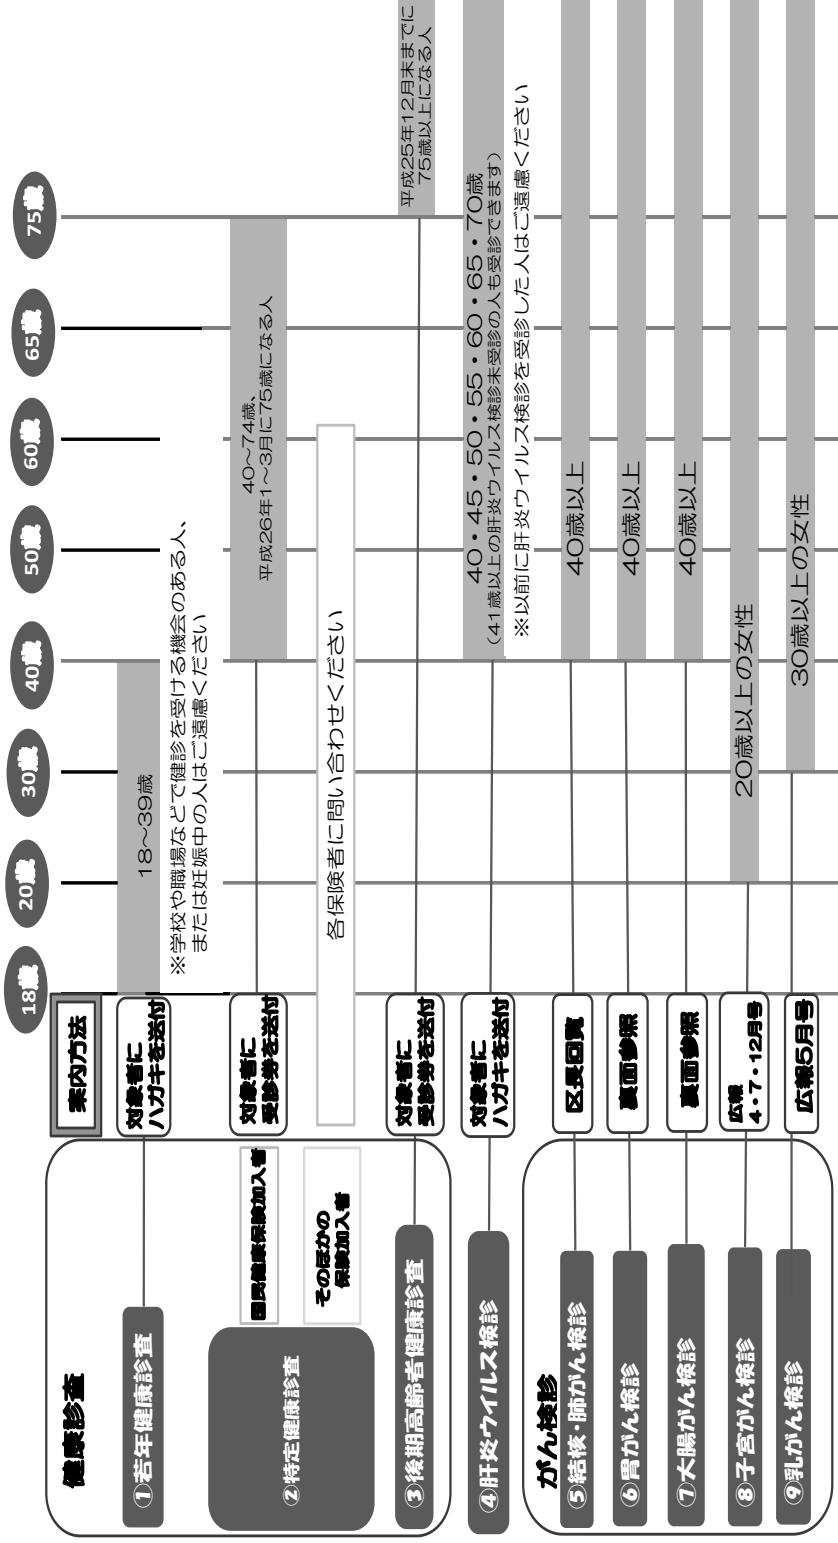 案内方法
18歳
20歳
30歳
40歳
50歳
60歳
65歳
75歳
健康診査
①若年健康診査
対象者に
ハガキを送付
18〜39歳
※学校や職場などで健診を受ける機会のある人、
または妊娠中の人はご遠慮ください
②特定健康診査
国民健康保険加入者
対象者に
受診券を送付
40〜74歳、
平成26年1〜3月に75歳になる人
そのほかの
保険加入者
各保険者に問い合わせください
③後期高齢者健康診査
対象者に
受診券を送付
平成25年12月末までに
75歳以上になる人
④肝炎ウイルス検診
対象者に
ハガキを送付
40・45・50・55・60・65・70歳
（41歳以上の肝炎ウイルス検診未受診の人も受診できます）
※以前に肝炎ウイルス検診を受診した人はご遠慮ください
がん検診
⑤結核・肺がん検診
区長回覧
40歳以上
⑥胃がん検診
裏面参照
40歳以上
⑦大腸がん検診
裏面参照
40歳以上
⑧子宮がん検診
広報
4・7・12月号
20歳以上の女性
⑨乳がん検診
広報5月号
30歳以上の女性